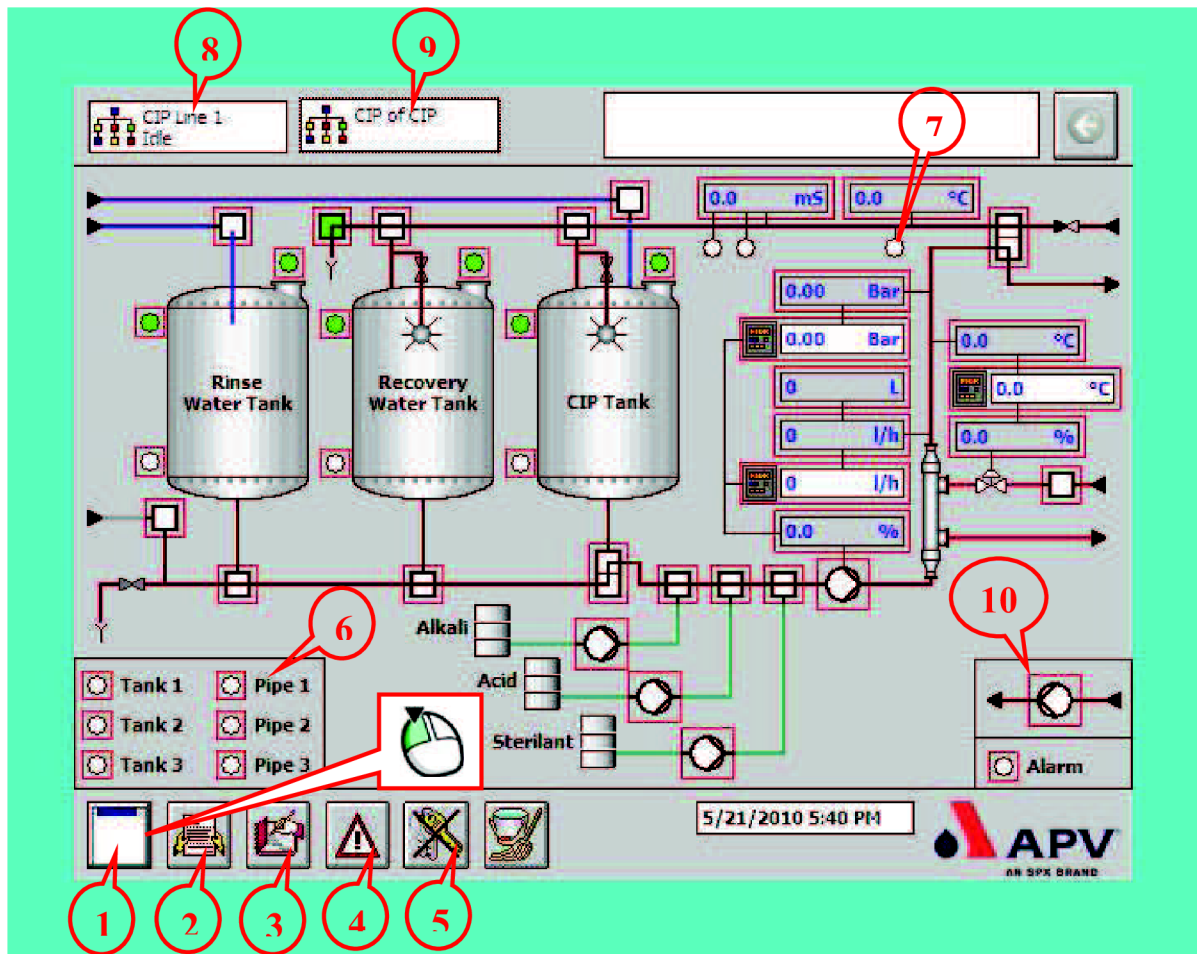 8
9
CIP Line 1
Idle
CIP of CIP
7
0.0 mS
0.0 °C
0.00 Bar
0.00 Bar
0.0 °C
0 L
0.0 °C
0 l/h
0.0 %
0 l/h
0.0 %
Rinse
Water Tank
Recovery
Water Tank
CIP Tank
10
6
Alkali
Acid
Sterilant
Tank 1
Pipe 1
Tank 2
Pipe 2
Tank 3
Pipe 3
Alarm
5/21/2010 5:40 PM
APV
AN SPX BRAND
1
2
3
4
5